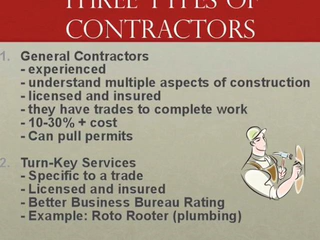 THREE TYPES OF
CONTRACTORS
1. General Contractors
- experienced
- understand multiple aspects of construction
- licensed and insured
- they have trades to complete work
- 10-30% + cost
- Can pull permits
2. Turn-Key Services
- Specific to a trade
- Licensed and insured
- Better Business Bureau Rating
- Example: Roto Rooter (plumbing)